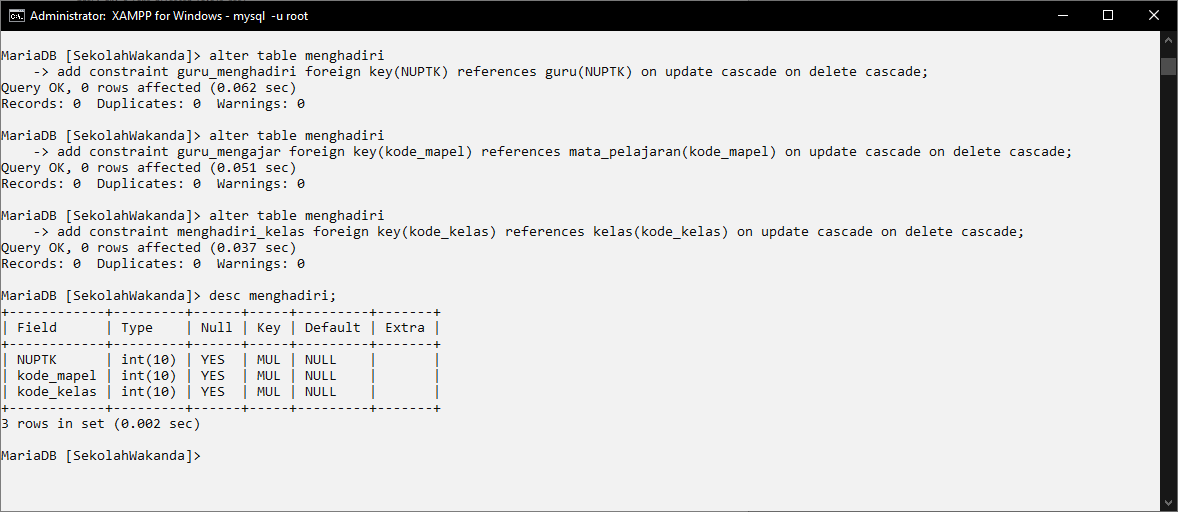 Administrator:  XAMPP for Windows - mysql  -u root
MariaDB [SekolahWakanda]> alter table menghadiri
    -> add constraint guru_menghadiri foreign key(NUPTK) references guru(NUPTK) on update cascade on delete cascade;
Query OK, 0 rows affected (0.062 sec)
Records: 0  Duplicates: 0  Warnings: 0

MariaDB [SekolahWakanda]> alter table menghadiri
    -> add constraint guru_mengajar foreign key(kode_mapel) references mata_pelajaran(kode_mapel) on update cascade on delete cascade;
Query OK, 0 rows affected (0.051 sec)
Records: 0  Duplicates: 0  Warnings: 0

MariaDB [SekolahWakanda]> alter table menghadiri
    -> add constraint menghadiri_kelas foreign key(kode_kelas) references kelas(kode_kelas) on update cascade on delete cascade;
Query OK, 0 rows affected (0.037 sec)
Records: 0  Duplicates: 0  Warnings: 0

MariaDB [SekolahWakanda]> desc menghadiri;
+------------+---------+------+-----+---------+-------+
| Field      | Type    | Null | Key | Default | Extra |
+------------+---------+------+-----+---------+-------+
| NUPTK      | int(10) | YES  | MUL | NULL    |       |
| kode_mapel | int(10) | YES  | MUL | NULL    |       |
| kode_kelas | int(10) | YES  | MUL | NULL    |       |
+------------+---------+------+-----+---------+-------+
3 rows in set (0.002 sec)

MariaDB [SekolahWakanda]>